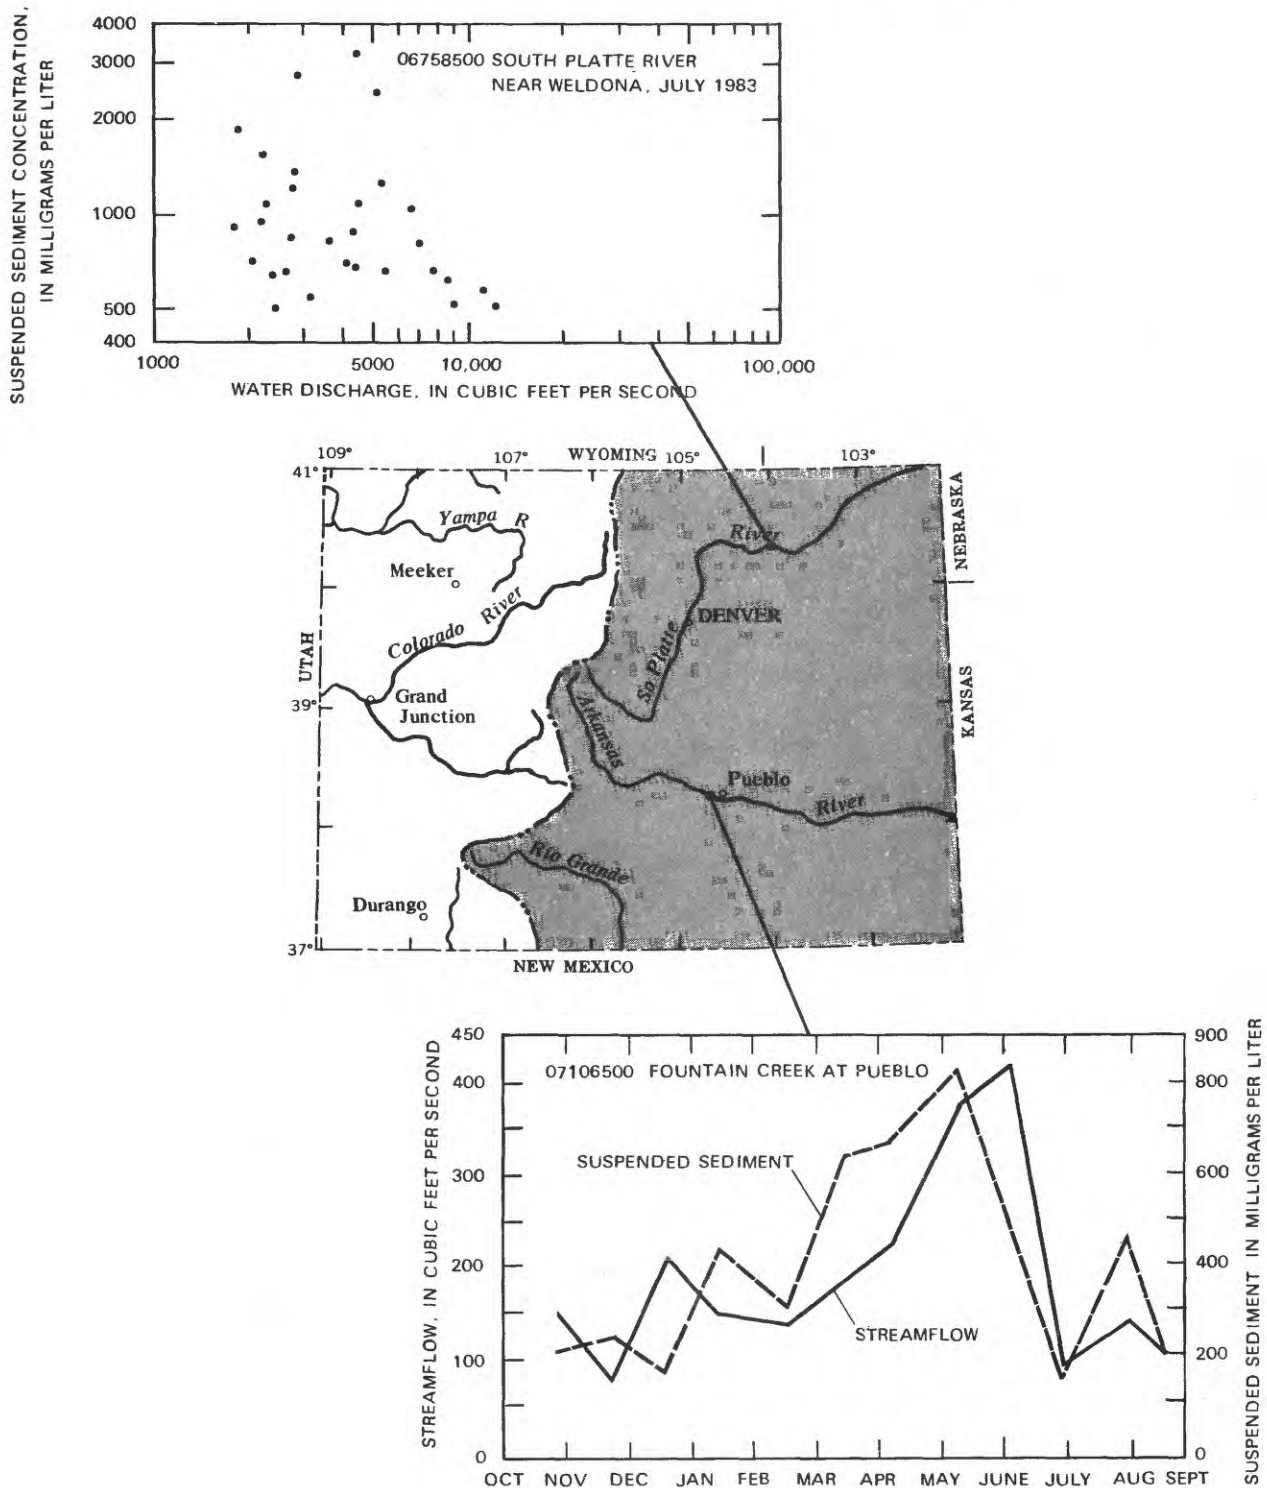 SUSPENDED SEDIMENT CONCENTRATION,
IN MILLIGRAMS PER LITER
4000
3000
2000
1000
500
400
06758500 SOUTH PLATTE RIVER
NEAR WELDONA, JULY 1983
1000
5000
10,000
100,000
WATER DISCHARGE, IN CUBIC FEET PER SECOND
109°
107°
WYOMING
105°
103°
41°
39°
37°
Yampa R
Meeker
Colorado River
Grand
Junction
Durango
UTAH
NEW MEXICO
River
DENVER
So Platte
Arkansas
Pueblo
River
Rio Grande
NEBRASKA
KANSAS
STREAMFLOW, IN CUBIC FEET PER SECOND
450
400
300
200
100
0
07106500 FOUNTAIN CREEK AT PUEBLO
SUSPENDED SEDIMENT
STREAMFLOW
900
800
600
400
200
0
SUSPENDED SEDIMENT IN MILLIGRAMS PER LITER
OCT NOV DEC JAN FEB MAR APR MAY JUNE JULY AUG SEPT